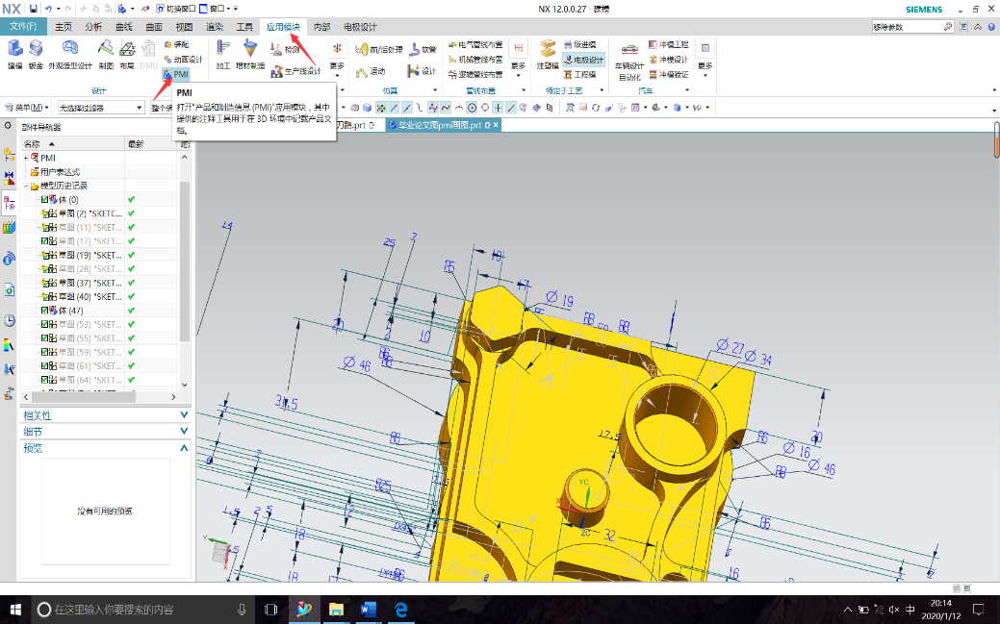 NX
切换窗口
窗口
NX 12.0.0.27 - 建模
SIEMENS
文件(F)
主页
分析
曲线
曲面
视图
渲染
工具
应用模块
内部
电极设计
移除参数
建模
钣金
外观造型设计
制图
布局
DMU
装配
动画设计
PMI
设计
加工
增材制造
检测
生产线设计
更多
前/后处理
运动
软管
设计
仿真
电气管线布置
机械管线布置
逻辑管线布置
更多
管线布置
注塑模
级进模
电极设计
工程模
特定于工艺
车辆设计
自动化
冲模工程
冲模设计
冲模验证
更多
汽车
菜单(M)
无选择过滤器
PMI
打开“产品和制造信息 (PMI)”应用模块，其中
提供的注释工具用于在 3D 环境中记载产品文
档。
刀路.prt
毕业论文图pmi画图.prt
部件导航器
名称
最新
PMI
用户表达式
模型历史记录
体 (0)
草图 (2) "SKETC...
草图 (11) "SKET...
草图 (17) "SKET...
草图 (19) "SKET...
草图 (28) "SKET...
草图 (37) "SKET...
草图 (40) "SKET...
体 (47)
草图 (53) "SKET...
草图 (55) "SKET...
草图 (59) "SKET...
草图 (61) "SKET...
草图 (64) "SKET...
相关性
细节
预览
没有可用的预览
14
25
7
Ø 19
Ø 27
Ø 34
20
Ø 46
31.5
17.5
20
Ø 16
Ø 46
R25
YC
32
1.5
2.5
18
12
16
在这里输入你要搜索的内容
中
20:14
2020/1/12